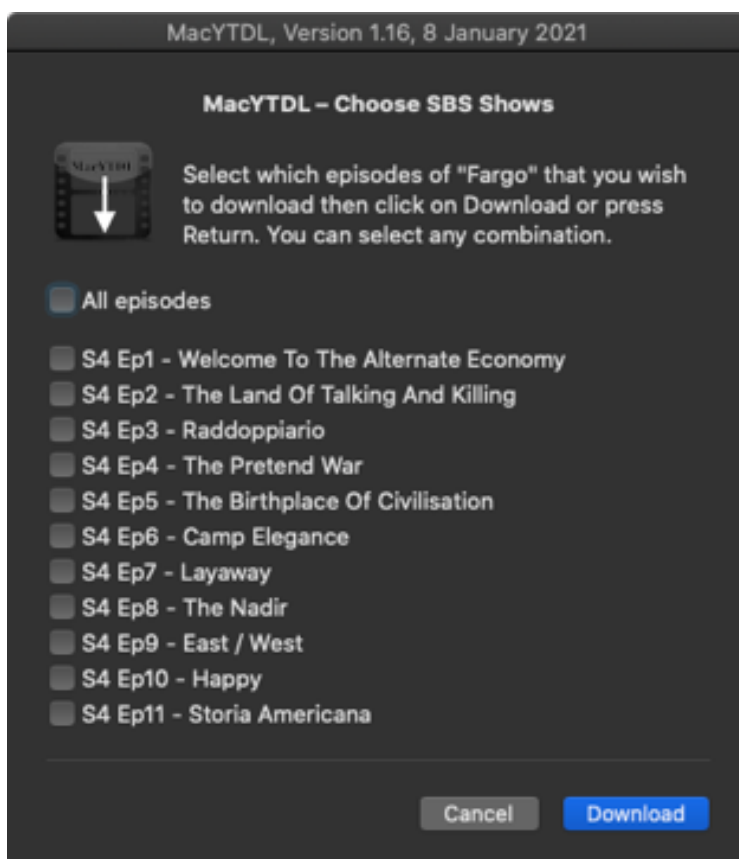 MacYTDL, Version 1.16, 8 January 2021
MacYTDL – Choose SBS Shows
MacYTDL
Select which episodes of "Fargo" that you wish
to download then click on Download or press
Return. You can select any combination.
All episodes
S4 Ep1 - Welcome To The Alternate Economy
S4 Ep2 - The Land Of Talking And Killing
S4 Ep3 - Raddoppiario
S4 Ep4 - The Pretend War
S4 Ep5 - The Birthplace Of Civilisation
S4 Ep6 - Camp Elegance
S4 Ep7 - Layaway
S4 Ep8 - The Nadir
S4 Ep9 - East / West
S4 Ep10 - Happy
S4 Ep11 - Storia Americana
Cancel
Download